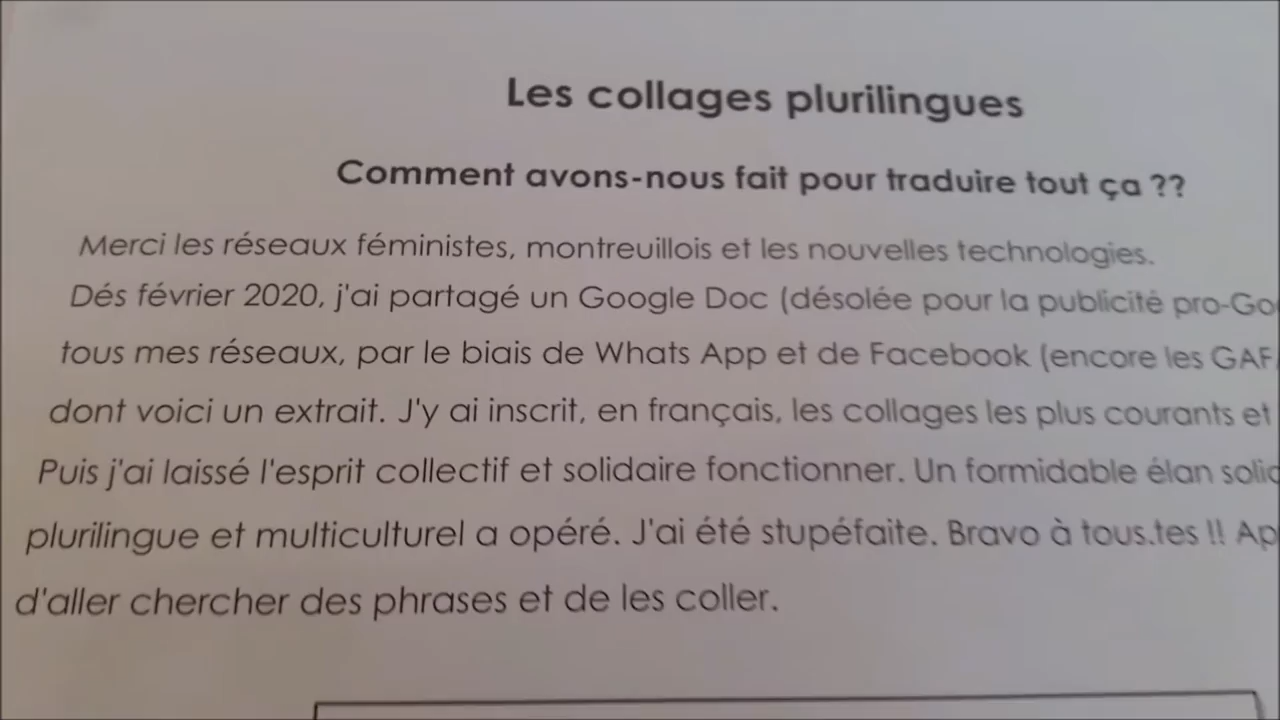 Les collages plurilingues
Comment avons-nous fait pour traduire tout ça ??
Merci les réseaux féministes, montreuillois et les nouvelles technologies.
Dés février 2020, j'ai partagé un Google Doc (désolée pour la publicité
tous mes réseaux, par le biais de Whats App et de Facebook (encore les
dont voici un extrait. J'y ai inscrit, en français, les collages les plus courants et
Puis j'ai laissé l'esprit collectif et solidaire fonctionner. Un formidable élan
plurilingue et multiculturel a opéré. J'ai été stupéfaite. Bravo à tous.tes !!
d'aller chercher des phrases et de les coller.